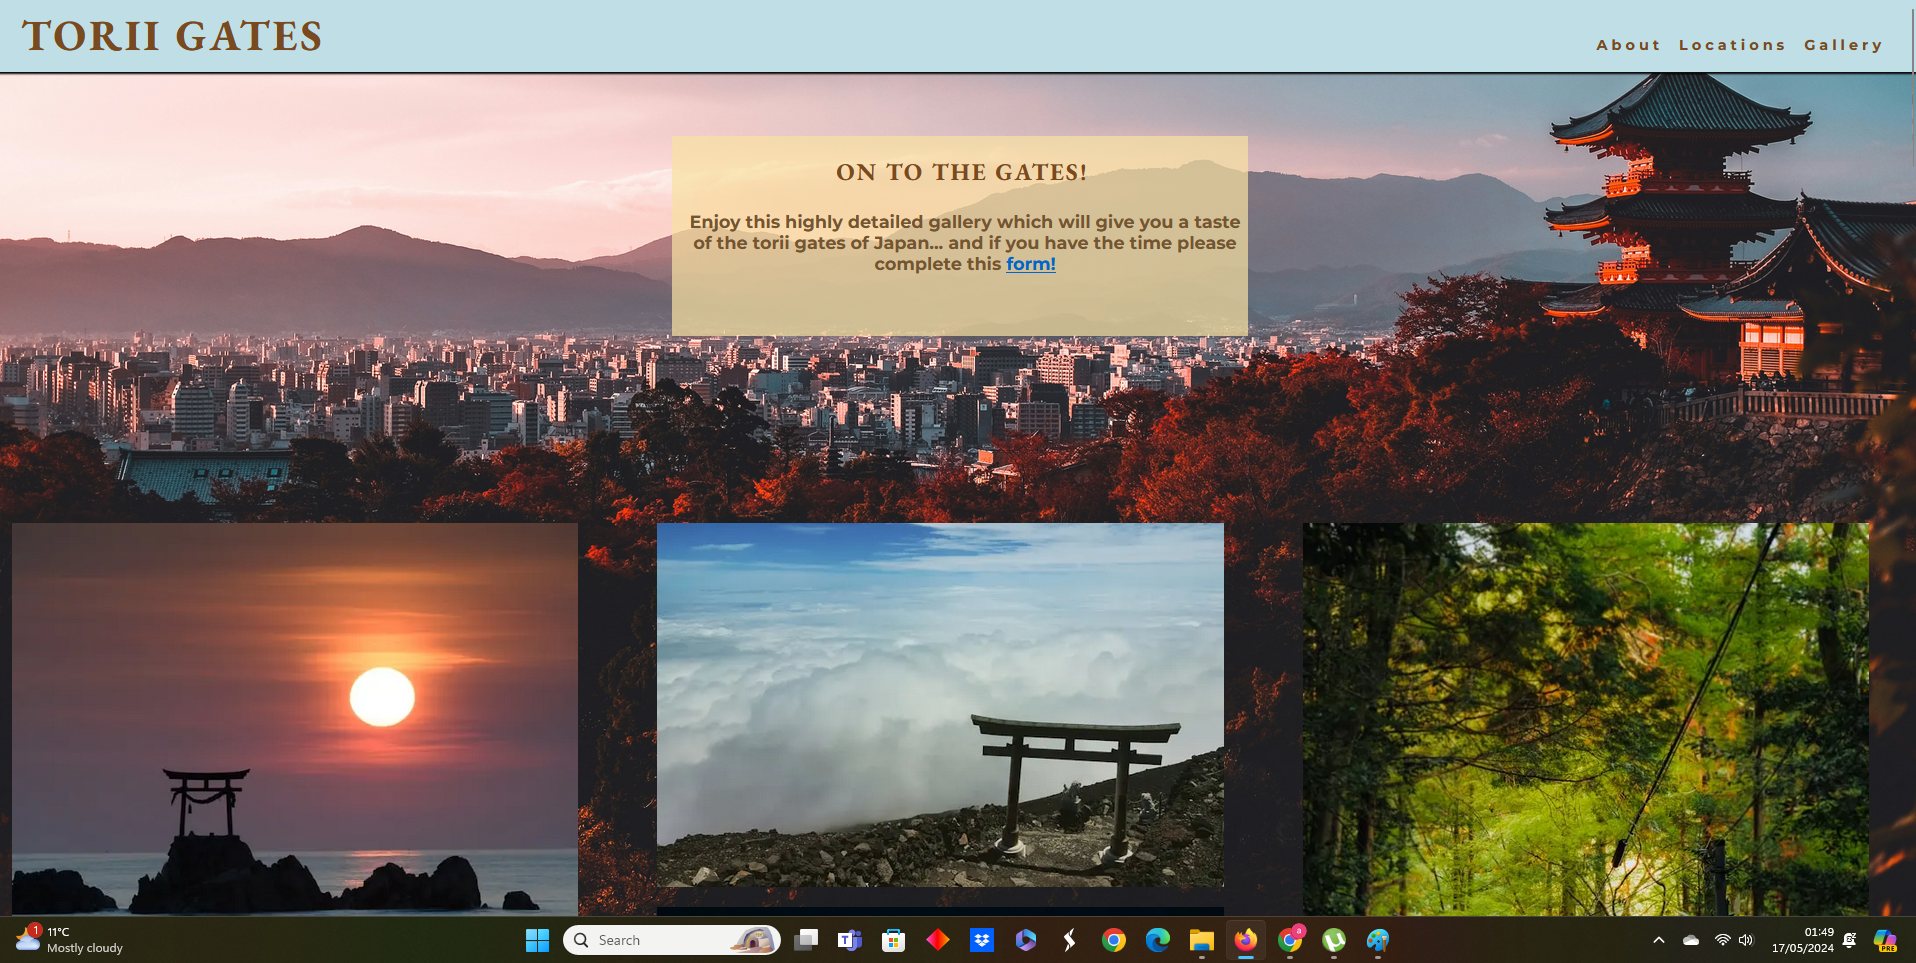 TORII GATES
About Locations Gallery
ON TO THE GATES!
Enjoy this highly detailed gallery which will give you a taste
of the torii gates of Japan... and if you have the time please
complete this form!
1
11°C
Mostly cloudy
Search
a
01:49
17/05/2024
PRE